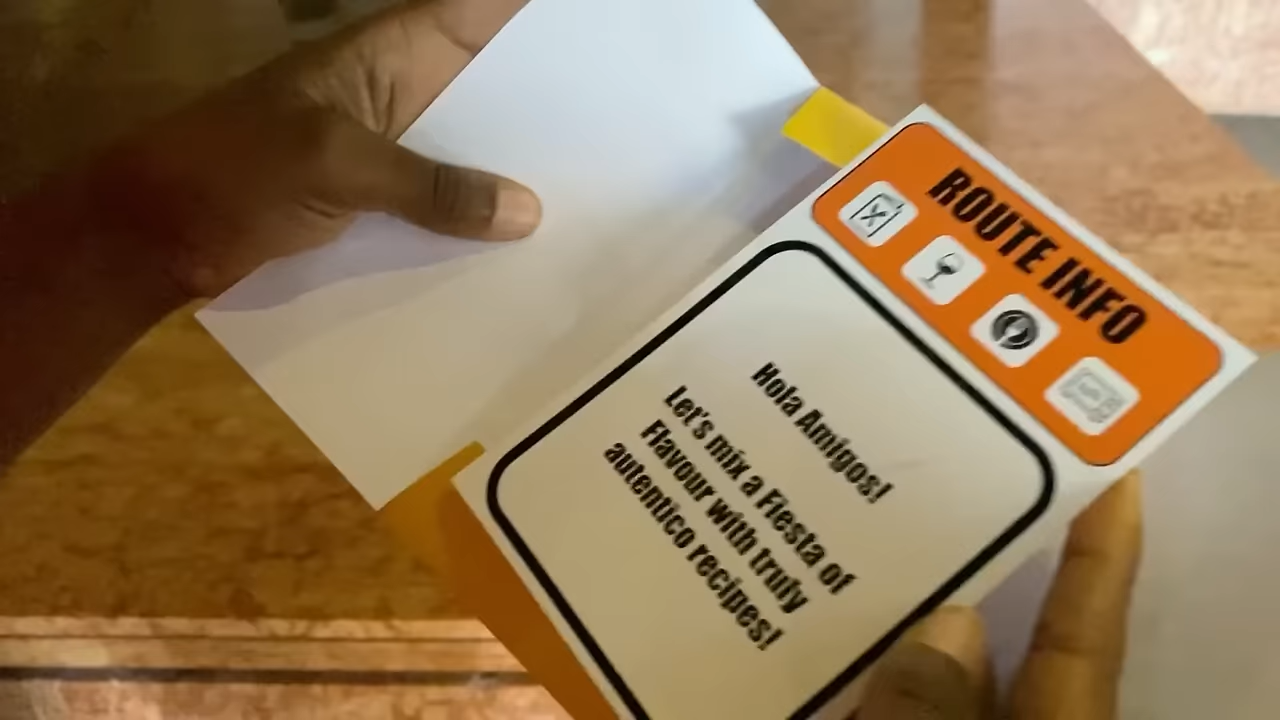 ROUTE INFO
Hola Amigos!
Let's mix a Fiesta of
Flavour with truly
autentico recipes!